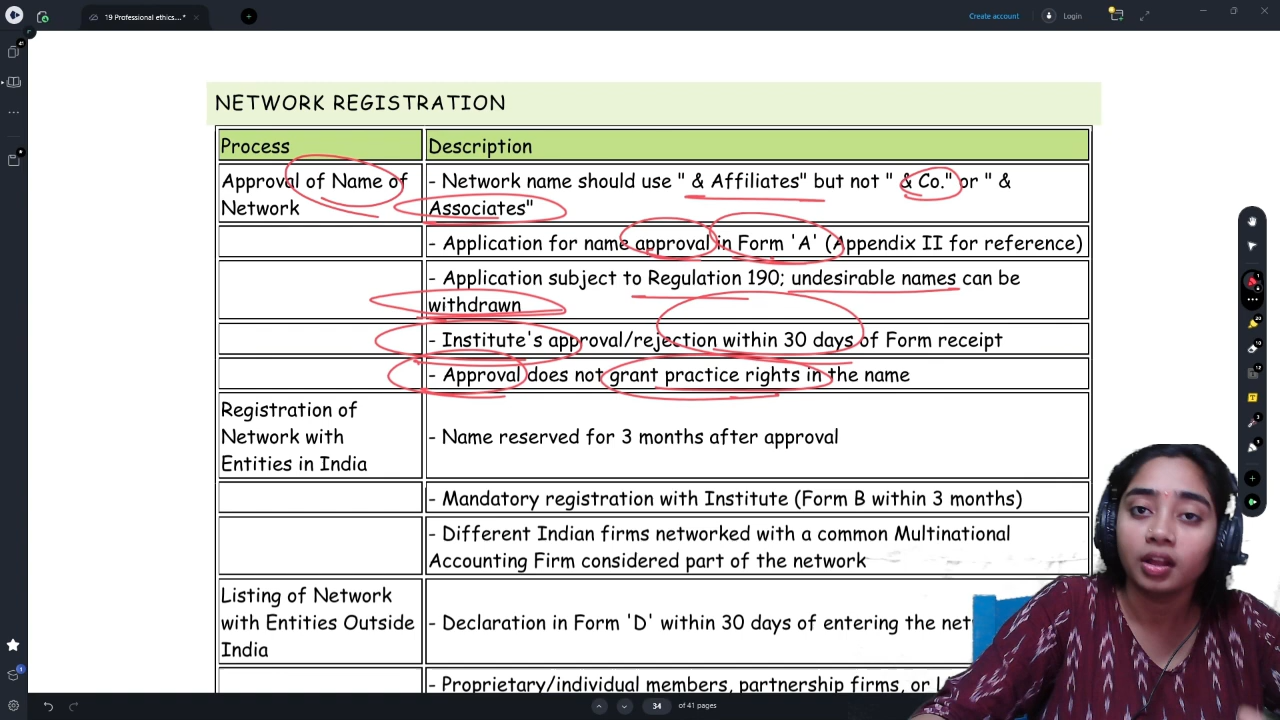 19 Professional ethics....*
Create account
Login
NETWORK REGISTRATION
Process
Description
Approval of Name of
Network
- Network name should use " & Affiliates" but not " & Co." or " &
Associates"
- Application for name approval in Form 'A' (Appendix II for reference)
- Application subject to Regulation 190; undesirable names can be
withdrawn
- Institute's approval/rejection within 30 days of Form receipt
- Approval does not grant practice rights in the name
Registration of
Network with
Entities in India
- Name reserved for 3 months after approval
- Mandatory registration with Institute (Form B within 3 months)
- Different Indian firms networked with a common Multinational
Accounting Firm considered part of the network
Listing of Network
with Entities Outside
India
- Declaration in Form 'D' within 30 days of entering the net
- Proprietary/individual members, partnership firms, or
34
of 41 pages